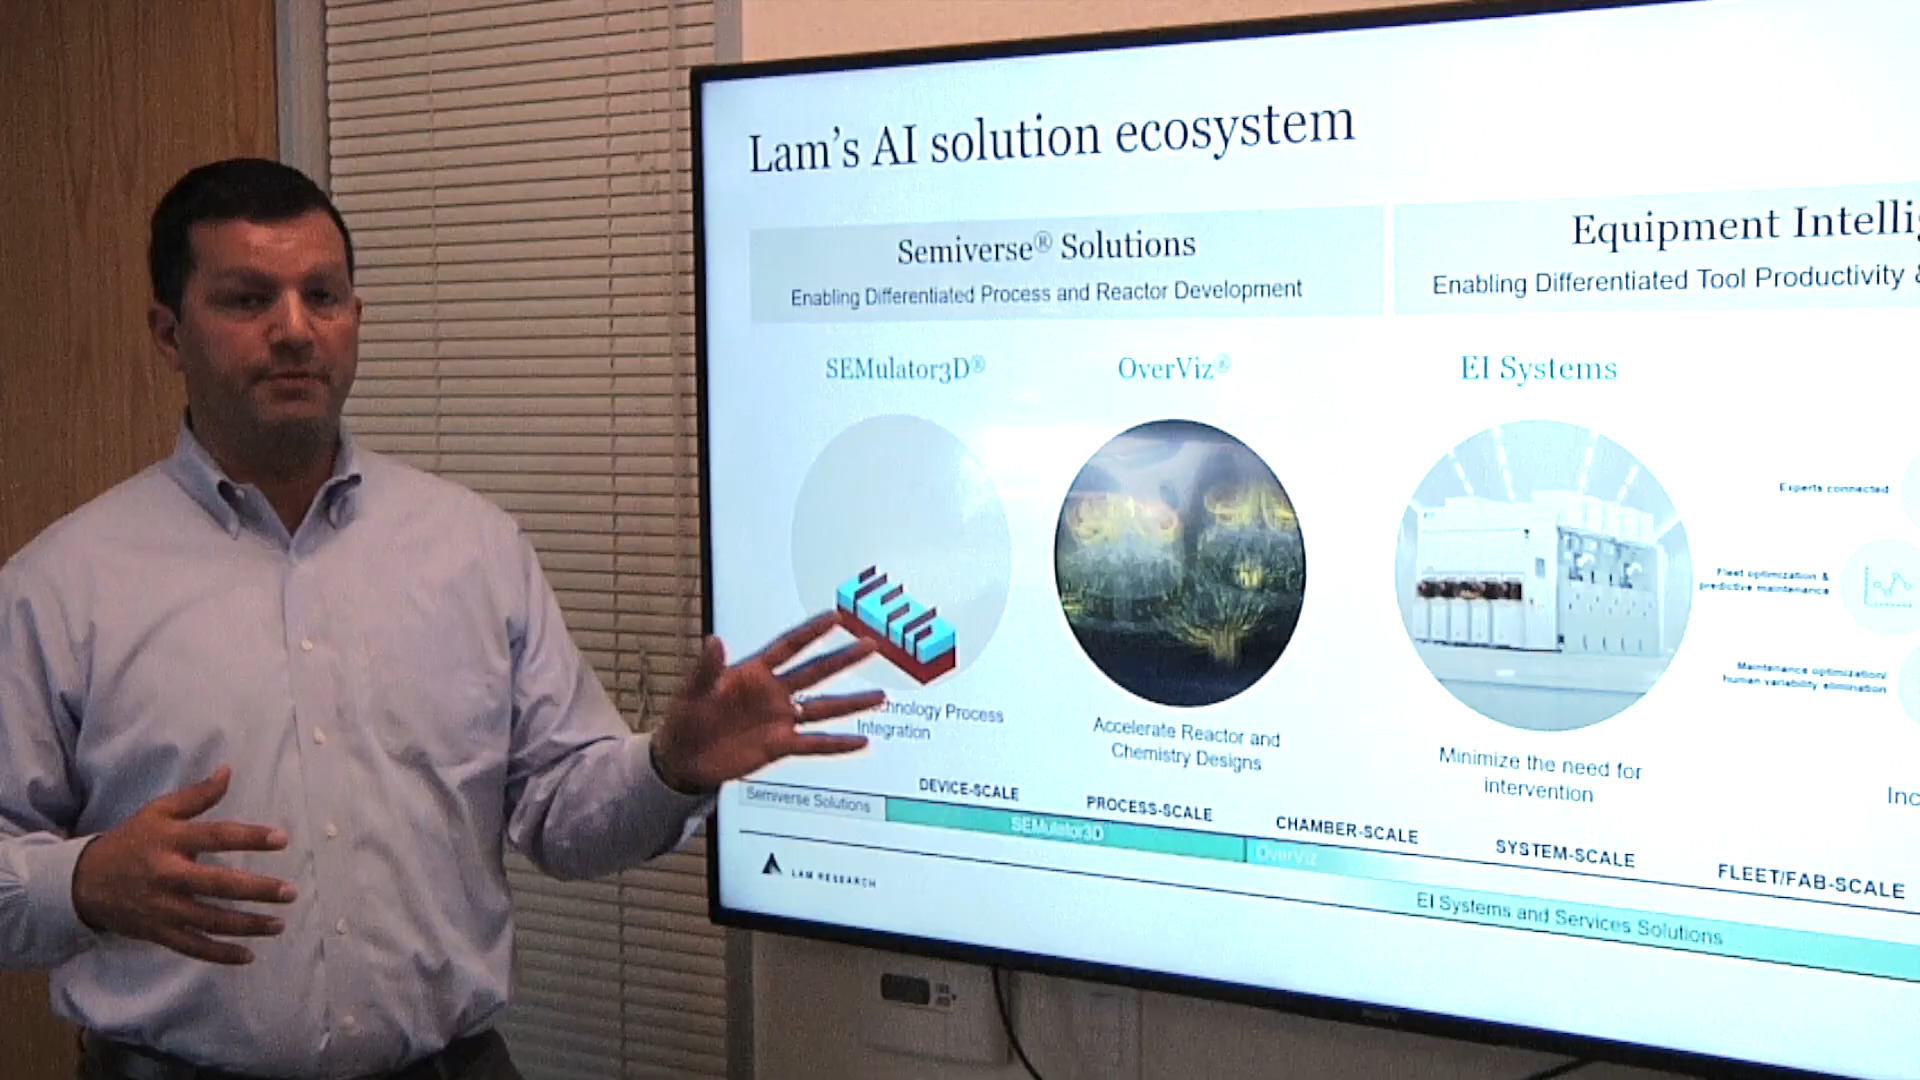 Lam's AI solution ecosystem
Semiverse® Solutions
Enabling Differentiated Process and Reactor Development
Equipment Intelli
Enabling Differentiated Tool Productivity &
SEMulator3D®
OverViz®
EI Systems
Experts connected
Fleet optimization &
predictive maintenance
Maintenance optimization/
human variability elimination
Process
Integration
Accelerate Reactor and
Chemistry Designs
Minimize the need for
intervention
DEVICE-SCALE
PROCESS-SCALE
CHAMBER-SCALE
SYSTEM-SCALE
FLEET/FAB-SCALE
Semiverse Solutions
SEMulator3D
OverViz
EI Systems and Services Solutions
LAM RESEARCH